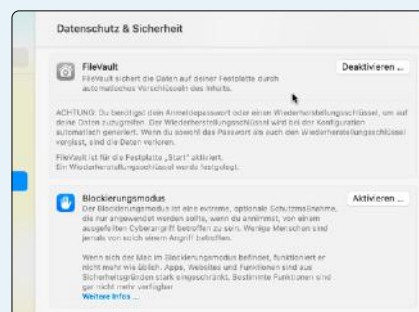 Datenschutz & Sicherheit
FileVault
Deaktivieren ...
FileVault sichert die Daten auf deiner Festplatte durch
automatisches Verschlüsseln des Inhalts.
ACHTUNG: Du benötigst dein Anmeldepasswort oder einen Wiederherstellungsschlüssel, um auf
deine Daten zuzugreifen. Der Wiederherstellungsschlüssel wird bei der Konfiguration
automatisch generiert. Wenn du sowohl das Passwort als auch den Wiederherstellungsschlüssel
vergisst, sind die Daten verloren.
FileVault ist für die Festplatte „Start“ aktiviert.
Ein Wiederherstellungsschlüssel wurde festgelegt.
Blockierungsmodus
Aktivieren ...
Der Blockierungsmodus ist eine extreme, optionale Schutzmaßnahme,
die nur angewendet werden sollte, wenn du annimmst, von einem
ausgefeilten Cyberangriff betroffen zu sein. Wenige Menschen sind
jemals von solch einem Angriff betroffen.
Wenn sich der Mac im Blockierungsmodus befindet, funktioniert er
nicht mehr wie üblich. Apps, Websites und Funktionen sind aus
Sicherheitsgründen stark eingeschränkt. Bestimmte Funktionen sind
gar nicht mehr verfügbar
Weitere Infos ...